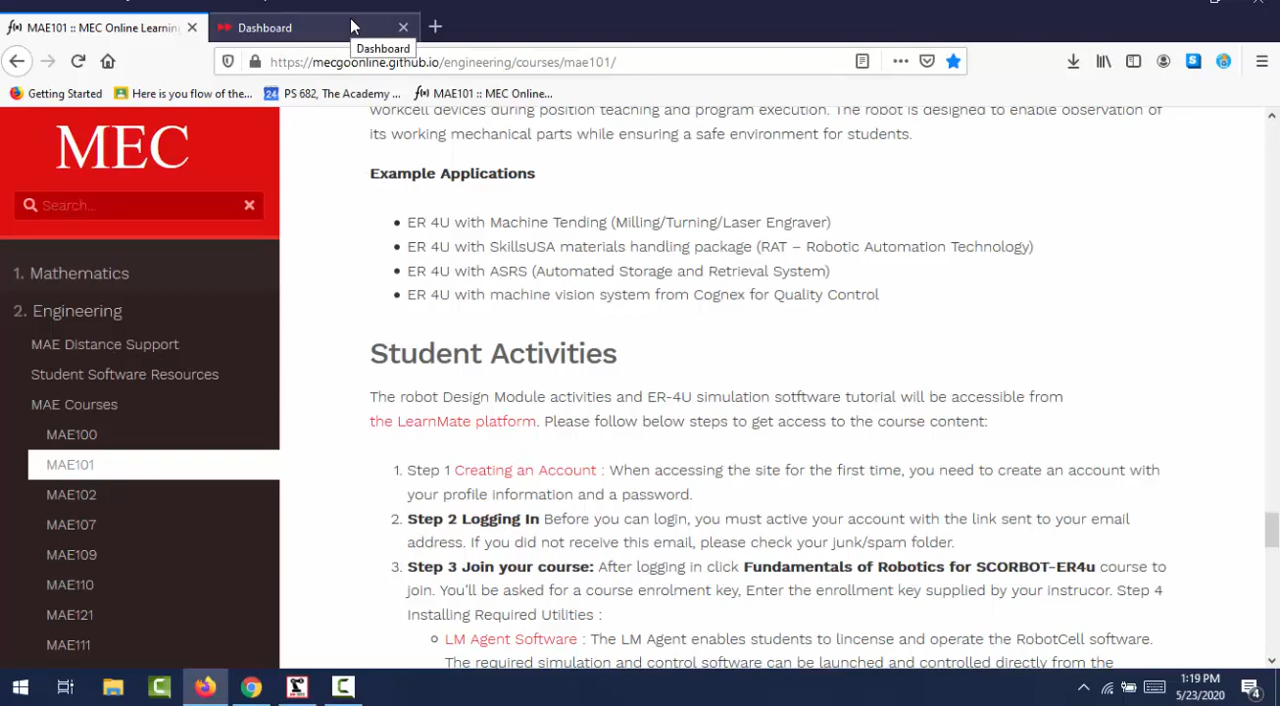 MAE101 :: MEC Online Learnin
Dashboard
Dashboard
https://mecgoonline.github.io/engineering/courses/mae101/
Getting Started
Here is you flow of the...
24 PS 682, The Academy ...
f(x) MAE101 :: MEC Online...
MEC
Search...
1. Mathematics
2. Engineering
MAE Distance Support
Student Software Resources
MAE Courses
MAE100
MAE101
MAE102
MAE107
MAE109
MAE110
MAE121
MAE111
workcell devices during position teaching and program execution. The robot is designed to enable observation of
its working mechanical parts while ensuring a safe environment for students.
Example Applications
ER 4U with Machine Tending (Milling/Turning/Laser Engraver)
ER 4U with SkillsUSA materials handling package (RAT – Robotic Automation Technology)
ER 4U with ASRS (Automated Storage and Retrieval System)
ER 4U with machine vision system from Cognex for Quality Control
Student Activities
The robot Design Module activities and ER-4U simulation sotftware tutorial will be accessible from
the LearnMate platform. Please follow below steps to get access to the course content:
1. Step 1 Creating an Account : When accessing the site for the first time, you need to create an account with
your profile information and a password.
2. Step 2 Logging In Before you can login, you must active your account with the link sent to your email
address. If you did not receive this email, please check your junk/spam folder.
3. Step 3 Join your course: After logging in click Fundamentals of Robotics for SCORBOT-ER4u course to
join. You'll be asked for a course enrolment key, Enter the enrollment key supplied by your instrucor. Step 4
Installing Required Utilities :
LM Agent Software : The LM Agent enables students to lincense and operate the RobotCell software.
The required simulation and control software can be launched and controlled directly from the
1:19 PM
5/23/2020
4